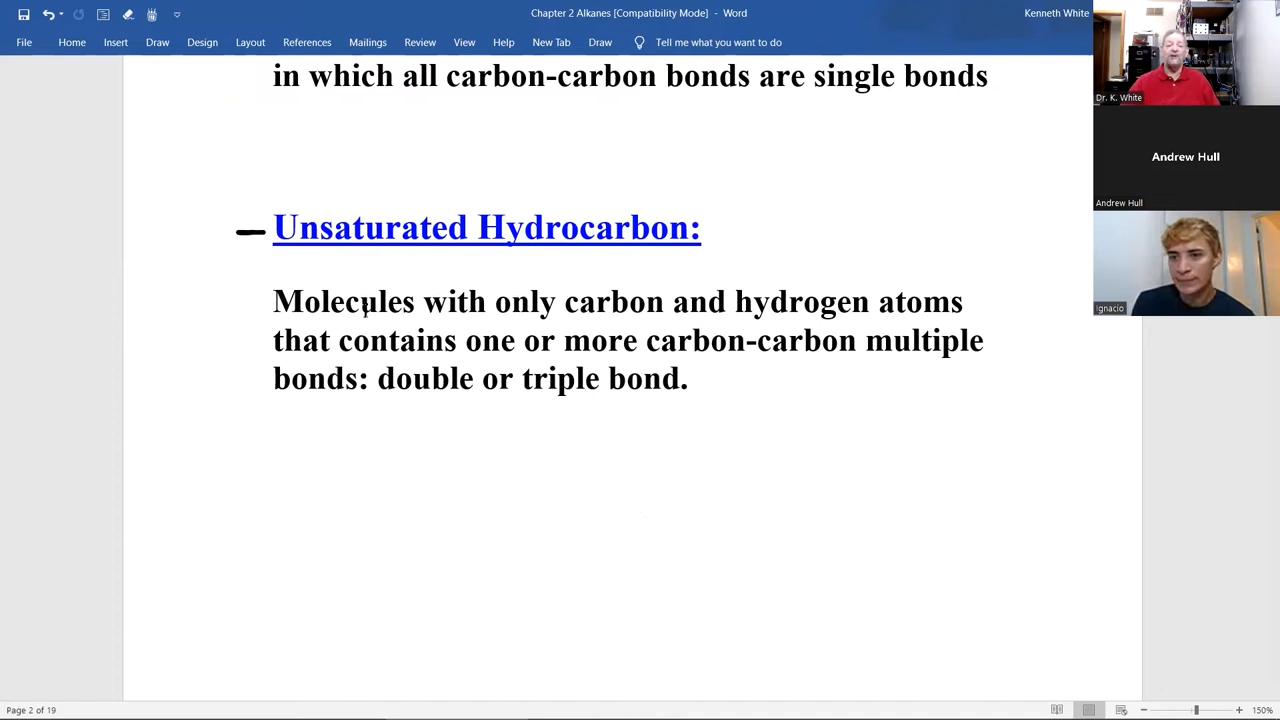 Chapter 2 Alkanes [Compatibility Mode] - Word
Kenneth White
File Home Insert Draw Design Layout References Mailings Review View Help New Tab Draw Tell me what you want to do
in which all carbon-carbon bonds are single bonds
Dr. K. White
Andrew Hull
Andrew Hull
Unsaturated Hydrocarbon:
Molecules with only carbon and hydrogen atoms
Ignacio
that contains one or more carbon-carbon multiple
bonds: double or triple bond.
Page 2 of 19
150%